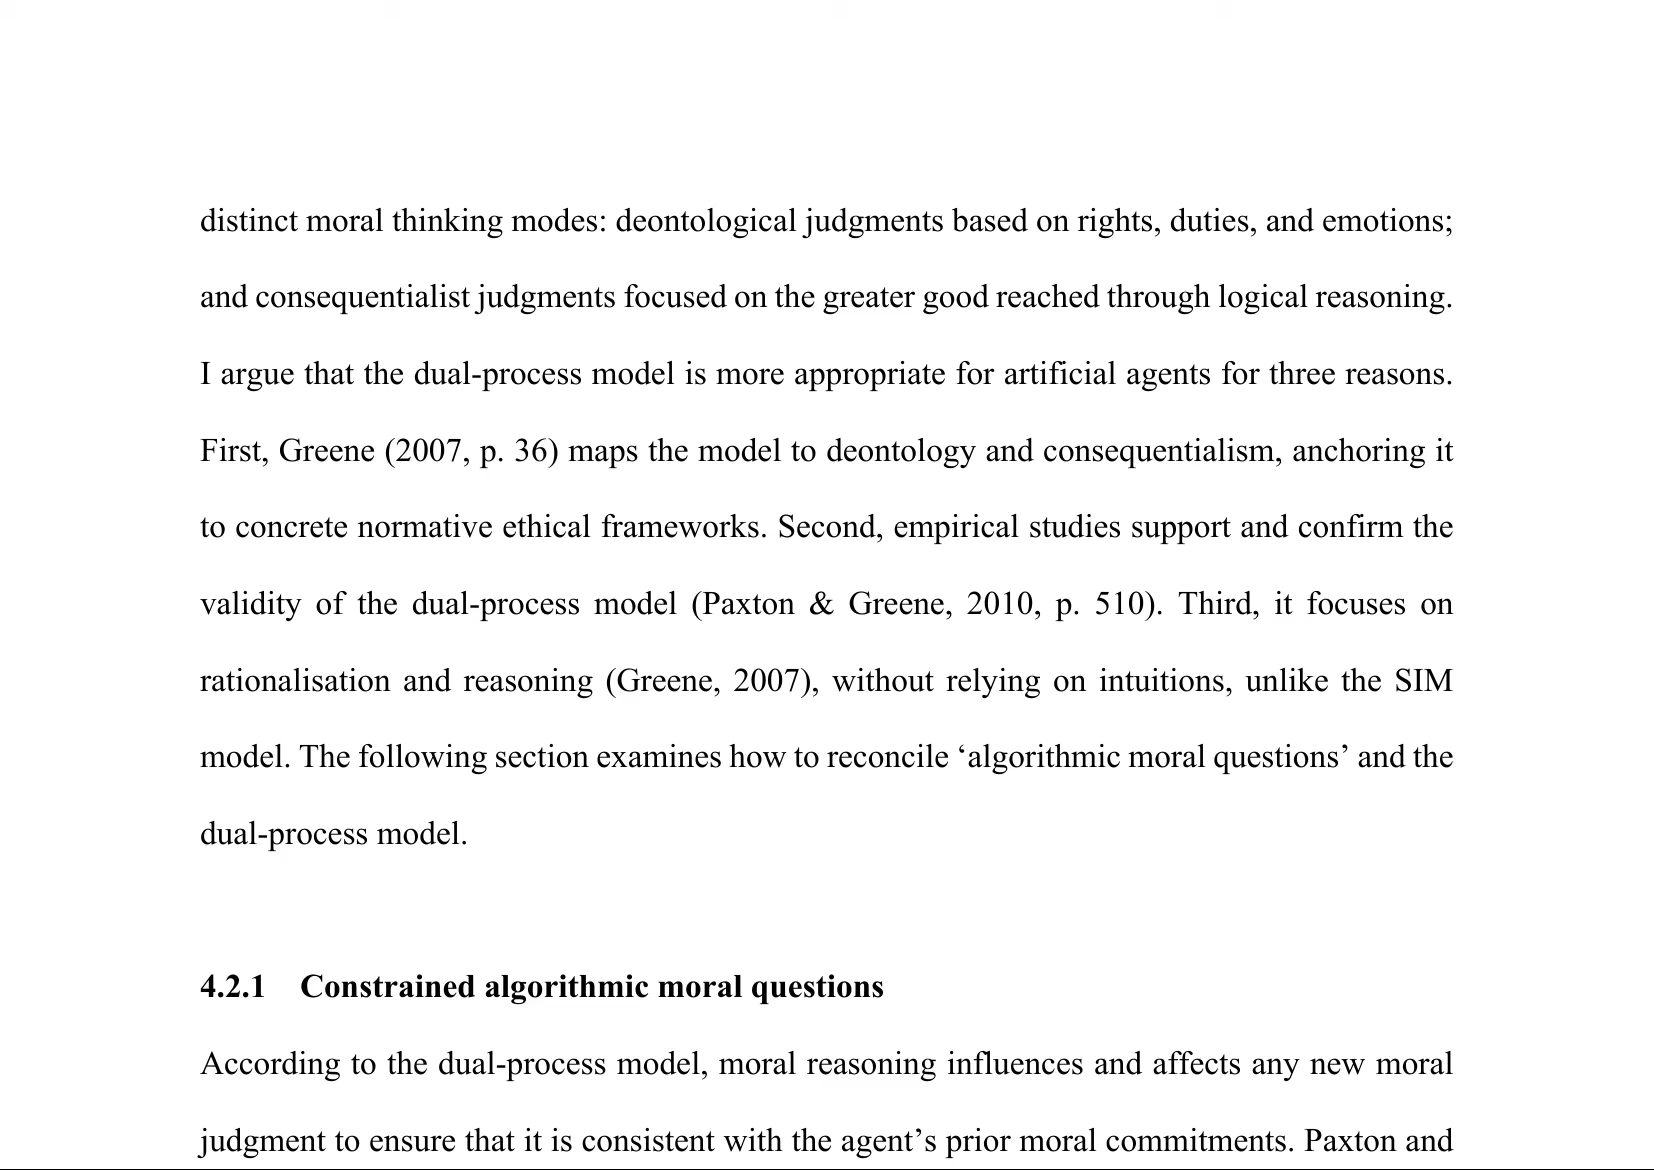 distinct moral thinking modes: deontological judgments based on rights, duties, and emotions;
and consequentialist judgments focused on the greater good reached through logical reasoning.
I argue that the dual-process model is more appropriate for artificial agents for three reasons.
First, Greene (2007, p. 36) maps the model to deontology and consequentialism, anchoring it
to concrete normative ethical frameworks. Second, empirical studies support and confirm the
validity of the dual-process model (Paxton & Greene, 2010, p. 510). Third, it focuses on
rationalisation and reasoning (Greene, 2007), without relying on intuitions, unlike the SIM
model. The following section examines how to reconcile ‘algorithmic moral questions’ and the
dual-process model.
4.2.1 Constrained algorithmic moral questions
According to the dual-process model, moral reasoning influences and affects any new moral
judgment to ensure that it is consistent with the agent’s prior moral commitments. Paxton and